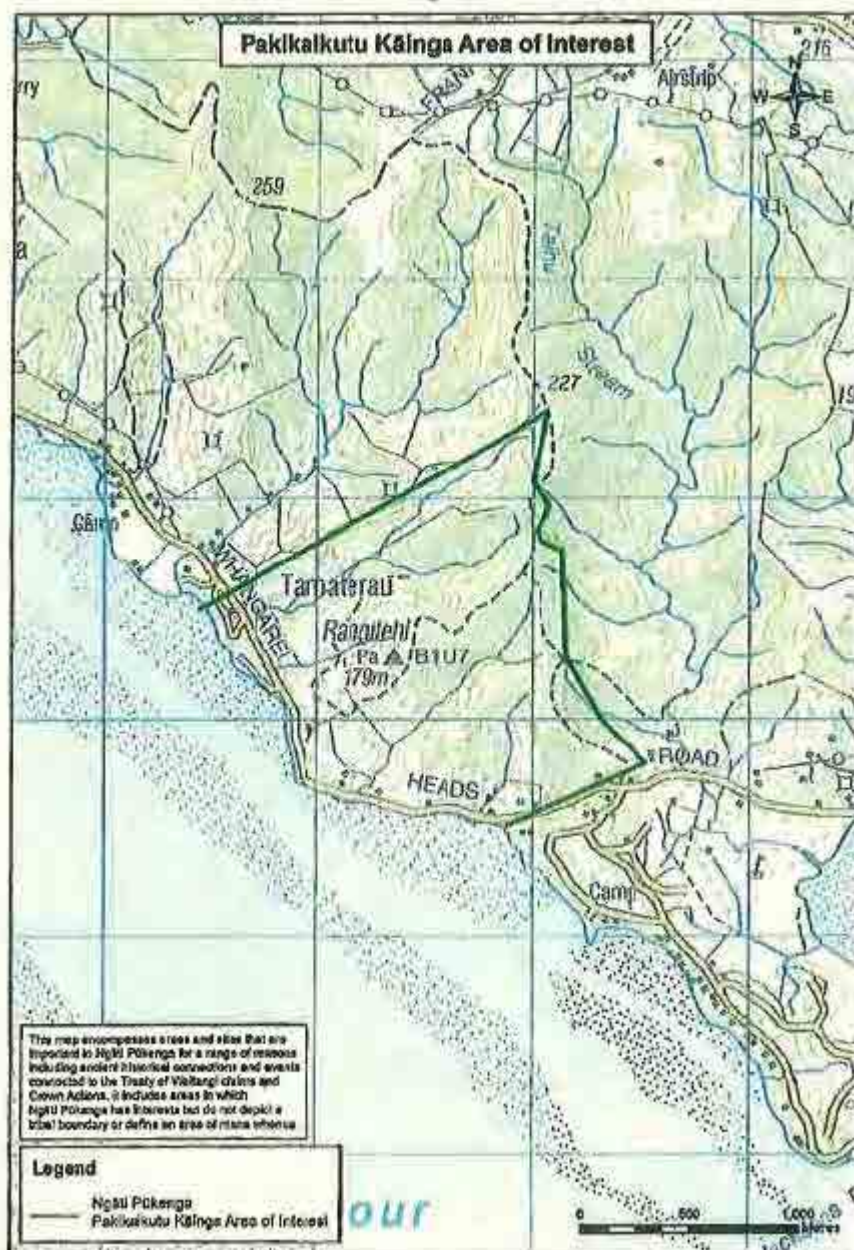 Pakikaikutu Kāinga Area of Interest
216
N
W E
S
Airstrip
259
Taihu
Stream
227
19
Camp
WHANGAREI
Tamaterau
Rangitehi
Pa B1U7
179m
HEADS
ROAD
Camp
This map encompasses areas and sites that are
important to Ngāti Pūkenga for a range of reasons
including ancient historical connections and events
connected to the Treaty of Waitangi claims and
Crown Actions. It includes areas in which
Ngāti Pūkenga has interests but do not depict a
tribal boundary or define an area of mana whenua
Legend
Ngāti Pūkenga
Pakikaikutu Kāinga Area of Interest
our
0 500 1,000